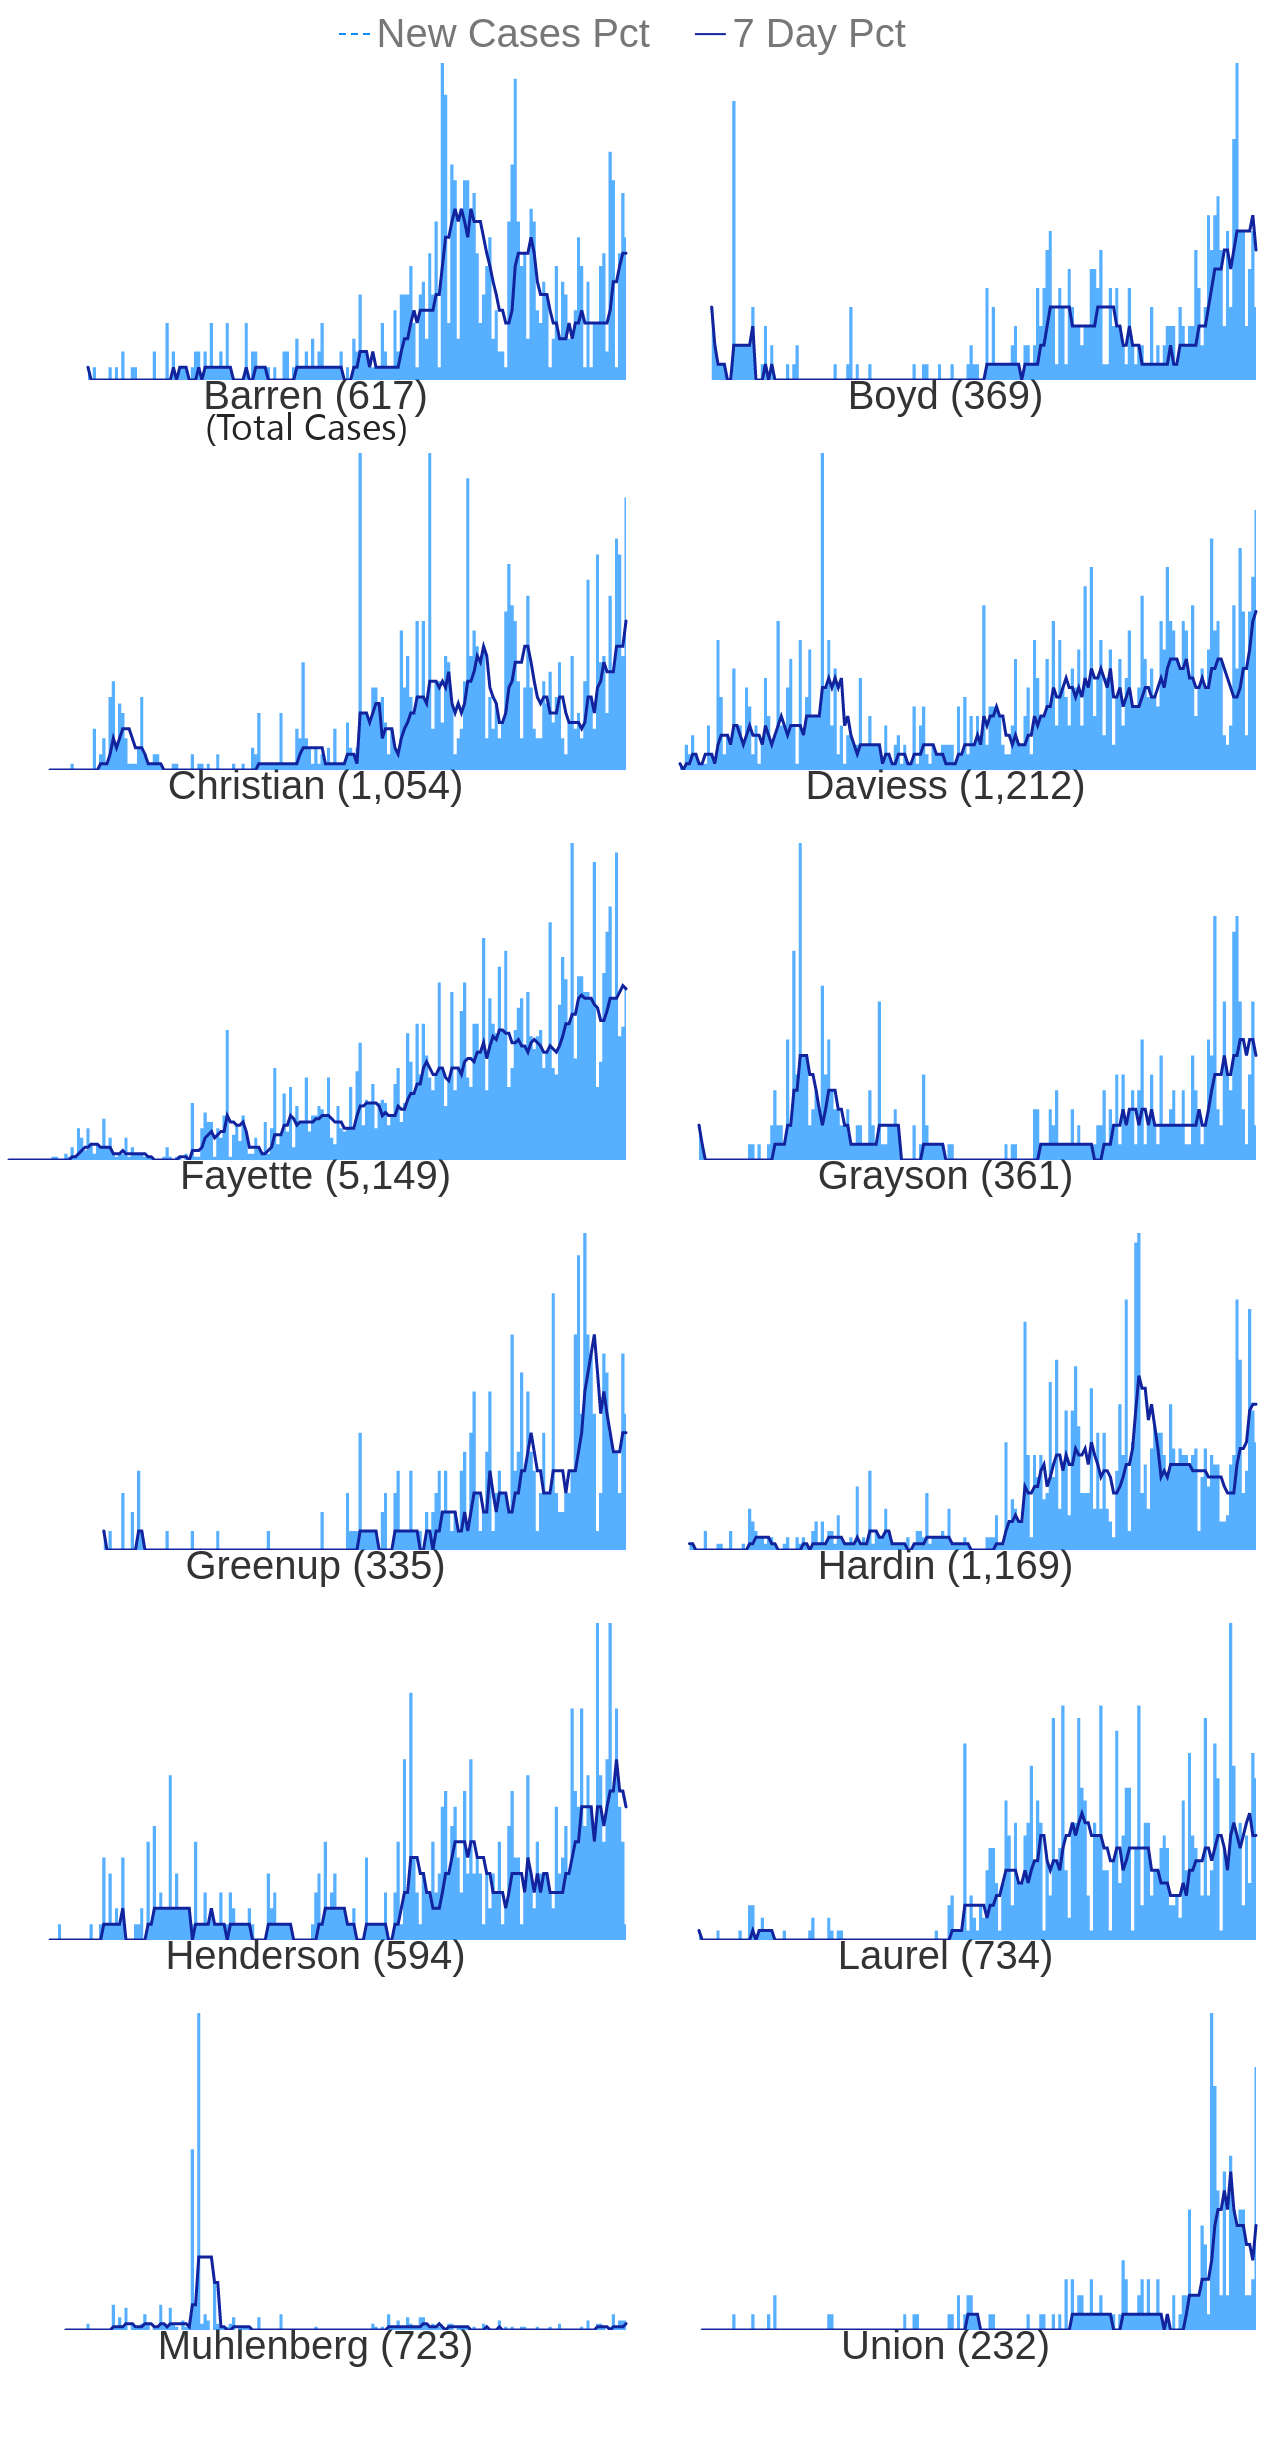 New Cases Pct 7 Day Pct
Barren (617) Boyd (369)
(Total Cases)
Christian (1,054) Daviess (1,212)
Fayette (5,149) Grayson (361)
Greenup (335) Hardin (1,169)
Henderson (594) Laurel (734)
Muhlenberg (723) Union (232)